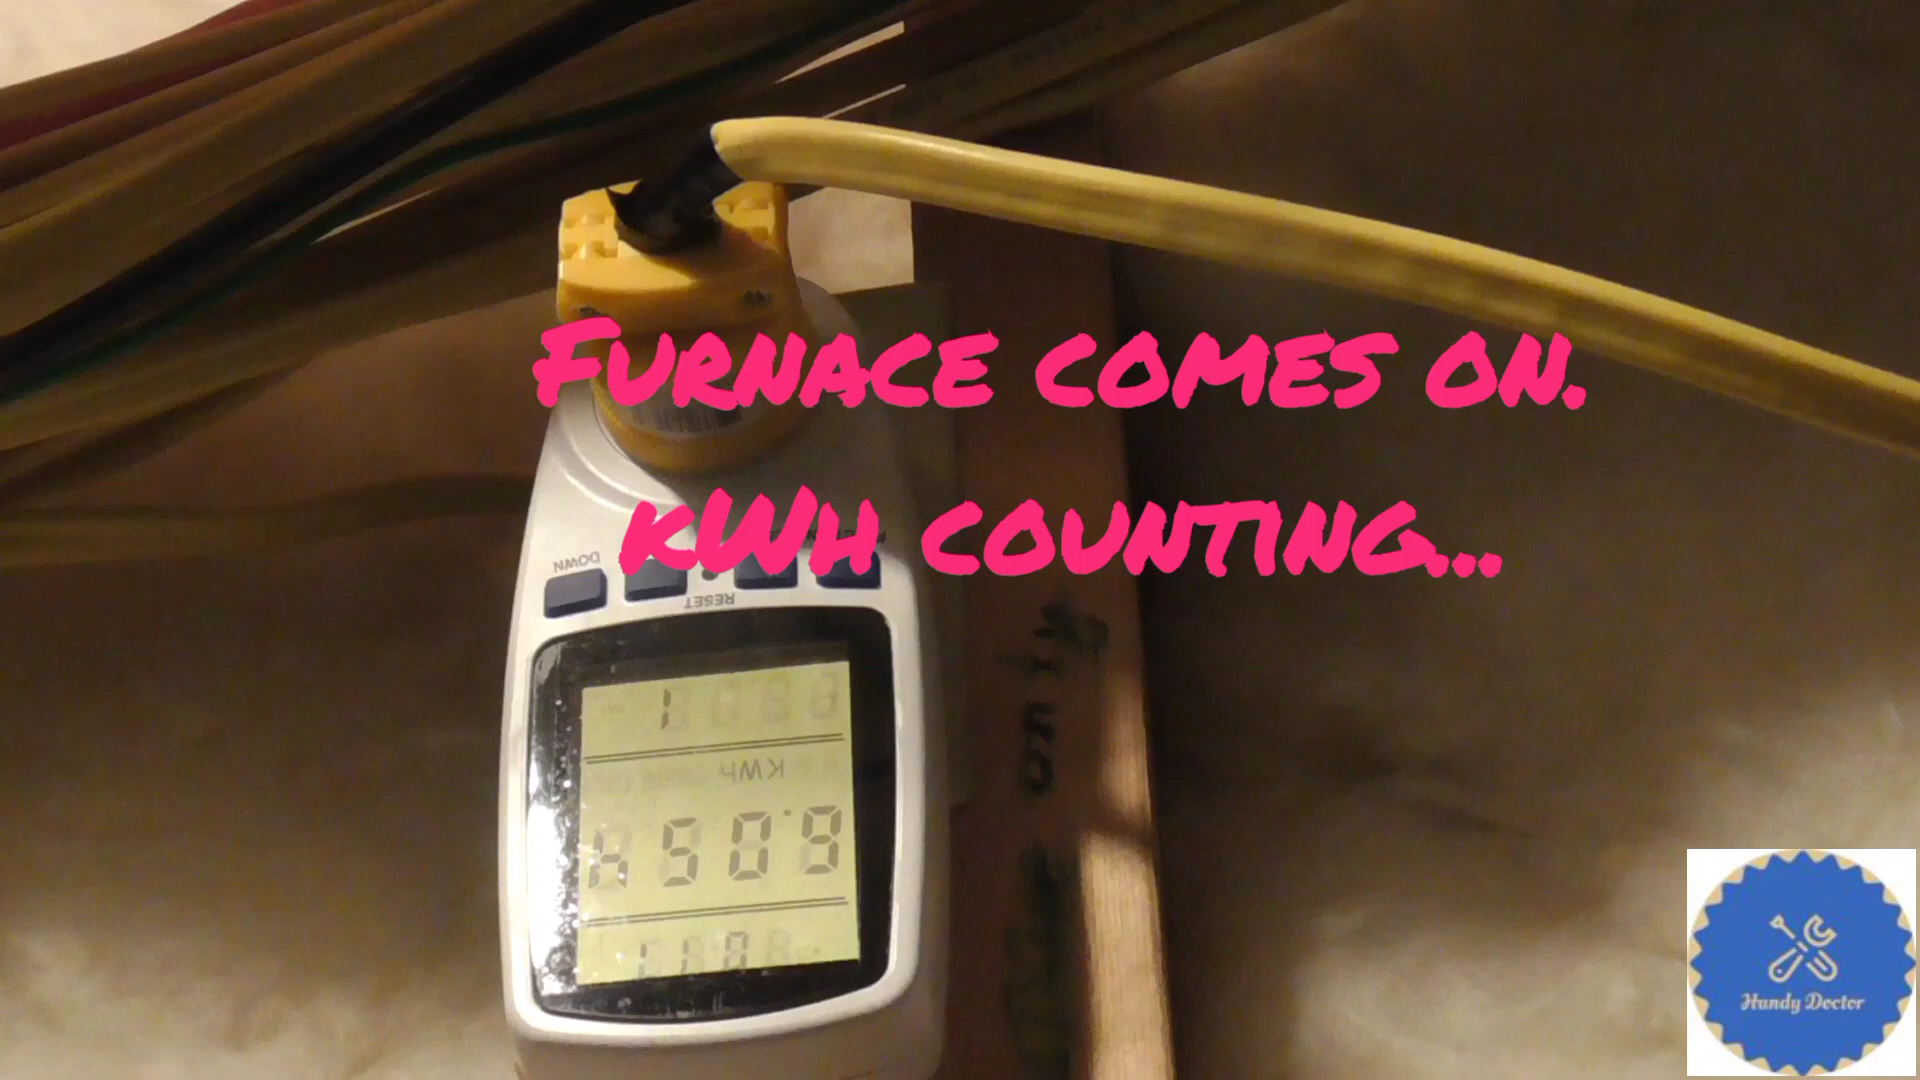 Furnace comes on.
kWh counting...
DOWN
RESET
KWh
Handy Doctor